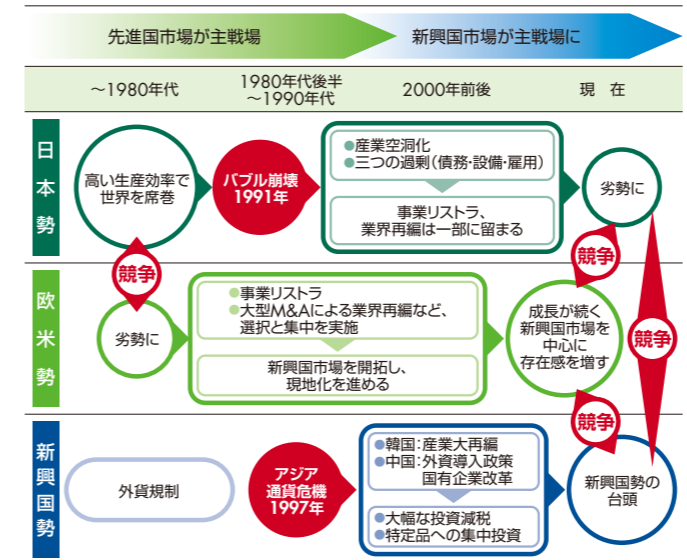 先進国市場が主戦場
新興国市場が主戦場に
～1980年代
1980年代後半
～1990年代
2000年前後
現 在
日本勢
高い生産効率で
世界を席巻
バブル崩壊
1991年
●産業空洞化
●三つの過剰(債務・設備・雇用)
事業リストラ、
業界再編は一部に留まる
劣勢に
競争
競争
競争
欧米勢
劣勢に
●事業リストラ
●大型M&Aによる業界再編など、
選択と集中を実施
新興国市場を開拓し、
現地化を進める
成長が続く
新興国市場を
中心に
存在感を増す
競争
新興国勢
外貨規制
アジア
通貨危機
1997年
●韓国：産業大再編
●中国：外資導入政策
国有企業改革
●大幅な投資減税
●特定品への集中投資
新興国勢の
台頭